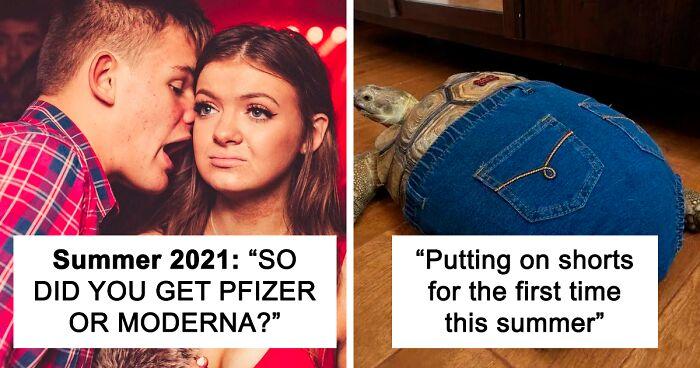 Summer 2021: “SO
DID YOU GET PFIZER
OR MODERNA?”
“Putting on shorts
for the first time
this summer”